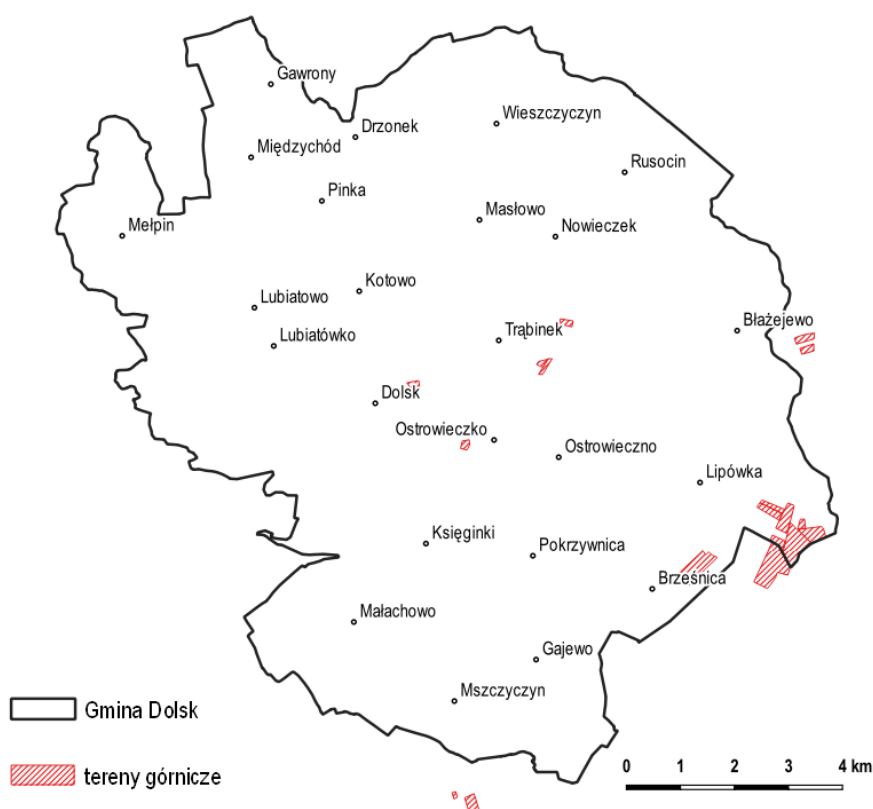 Gawrony
Drzonek
Wieszczyczyn
Międzychód
Rusocin
Pinka
Masłowo
Mełpin
Nowieczek
Kotowo
Lubiatowo
Błażejewo
Trąbinek
Lubiatówko
Dolsk
Ostrowieczko
Ostrowieczno
Lipówka
Księginki
Pokrzywnica
Brześnica
Małachowo
Gajewo
Mszczyczyn
Gmina Dolsk
tereny górnicze
0 1 2 3 4 km